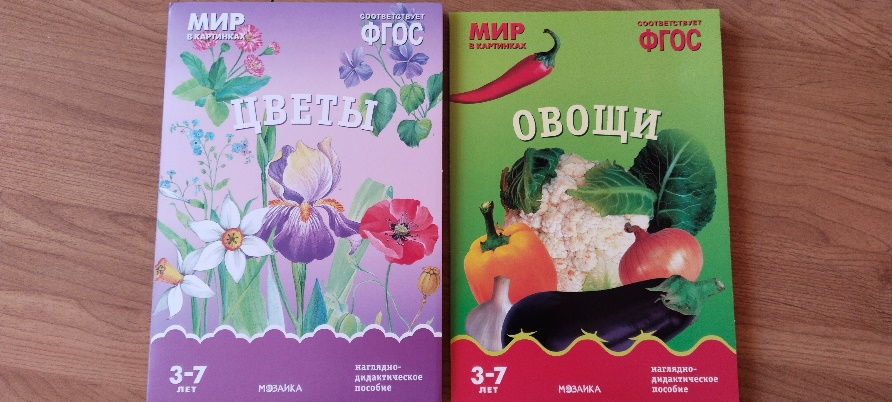 МИР
В КАРТИНКАХ
СООТВЕТСТВУЕТ
ФГОС
ЦВЕТЫ
3-7
ЛЕТ
МОЗАИКА
НАГЛЯДНО-
ДИДАКТИЧЕСКОЕ
ПОСОБИЕ
МИР
В КАРТИНКАХ
СООТВЕТСТВУЕТ
ФГОС
ОВОЩИ
3-7
ЛЕТ
МОЗАИКА
НАГЛЯДНО-
ДИДАКТИЧЕСКОЕ
ПОСОБИЕ